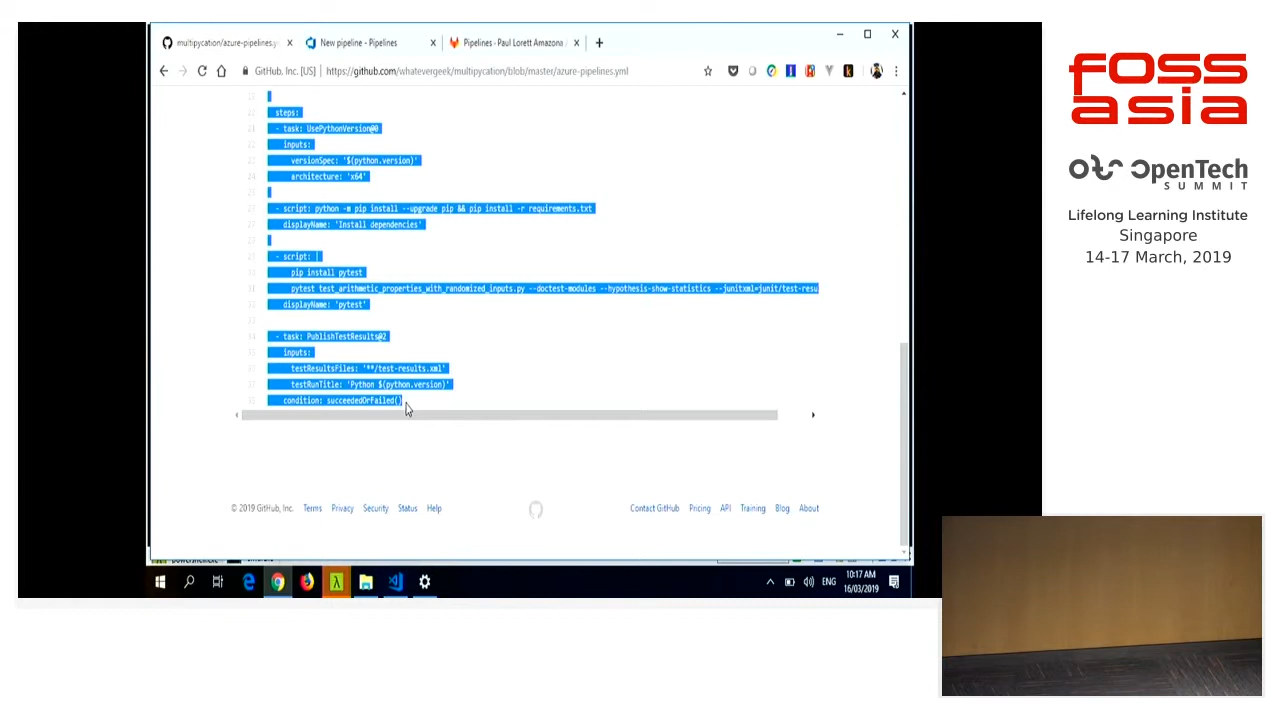 multipycation/azure-pipelines.y
New pipeline - Pipelines
Pipelines - Paul Lorett Amazona
GitHub, Inc. [US]
https://github.com/whatevergeek/multipycation/blob/master/azure-pipelines.yml
steps:
- task: UsePythonVersion@0
inputs:
versionSpec: '$(python.version)'
architecture: 'x64'
- script: python -m pip install --upgrade pip && pip install -r requirements.txt
displayName: 'Install dependencies'
- script: |
pip install pytest
pytest test_arithmetic_properties_with_randomized_inputs.py --doctest-modules --hypothesis-show-statistics --junitxml=junit/test-resu
displayName: 'pytest'
- task: PublishTestResults@2
inputs:
testResultsFiles: '**/test-results.xml'
testRunTitle: 'Python $(python.version)'
condition: succeededOrFailed()
© 2019 GitHub, Inc. Terms Privacy Security Status Help
Contact GitHub Pricing API Training Blog About
ENG
10:17 AM
16/03/2019
FOSS
asia
OpenTech
SUMMIT
Lifelong Learning Institute
Singapore
14-17 March, 2019